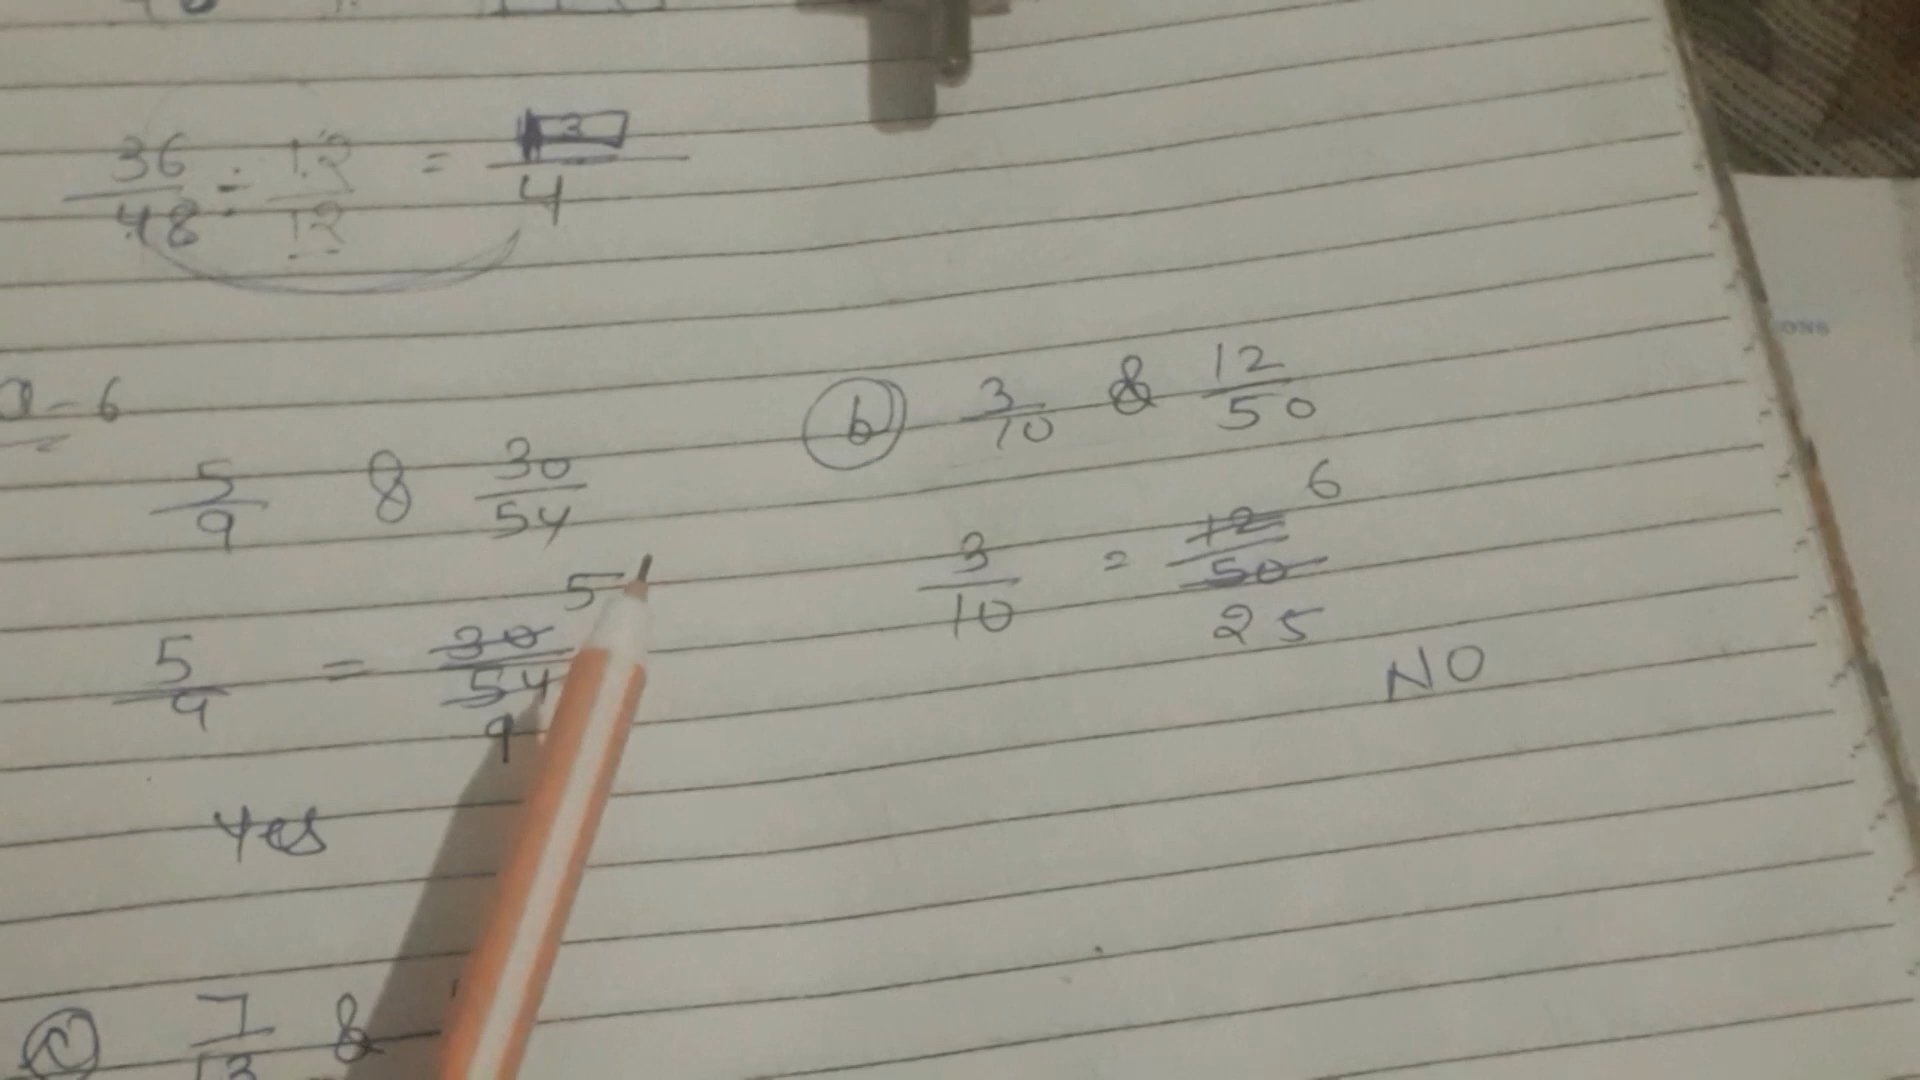 36/48 ÷ 12/12 = 3/4
Q-6
5/9 & 30/54
5
5/9 = 30/54
9
Yes
(b) 3/10 & 12/50
6
3/10 = 12/50
25
NO
(c) 7/13 &
ONS